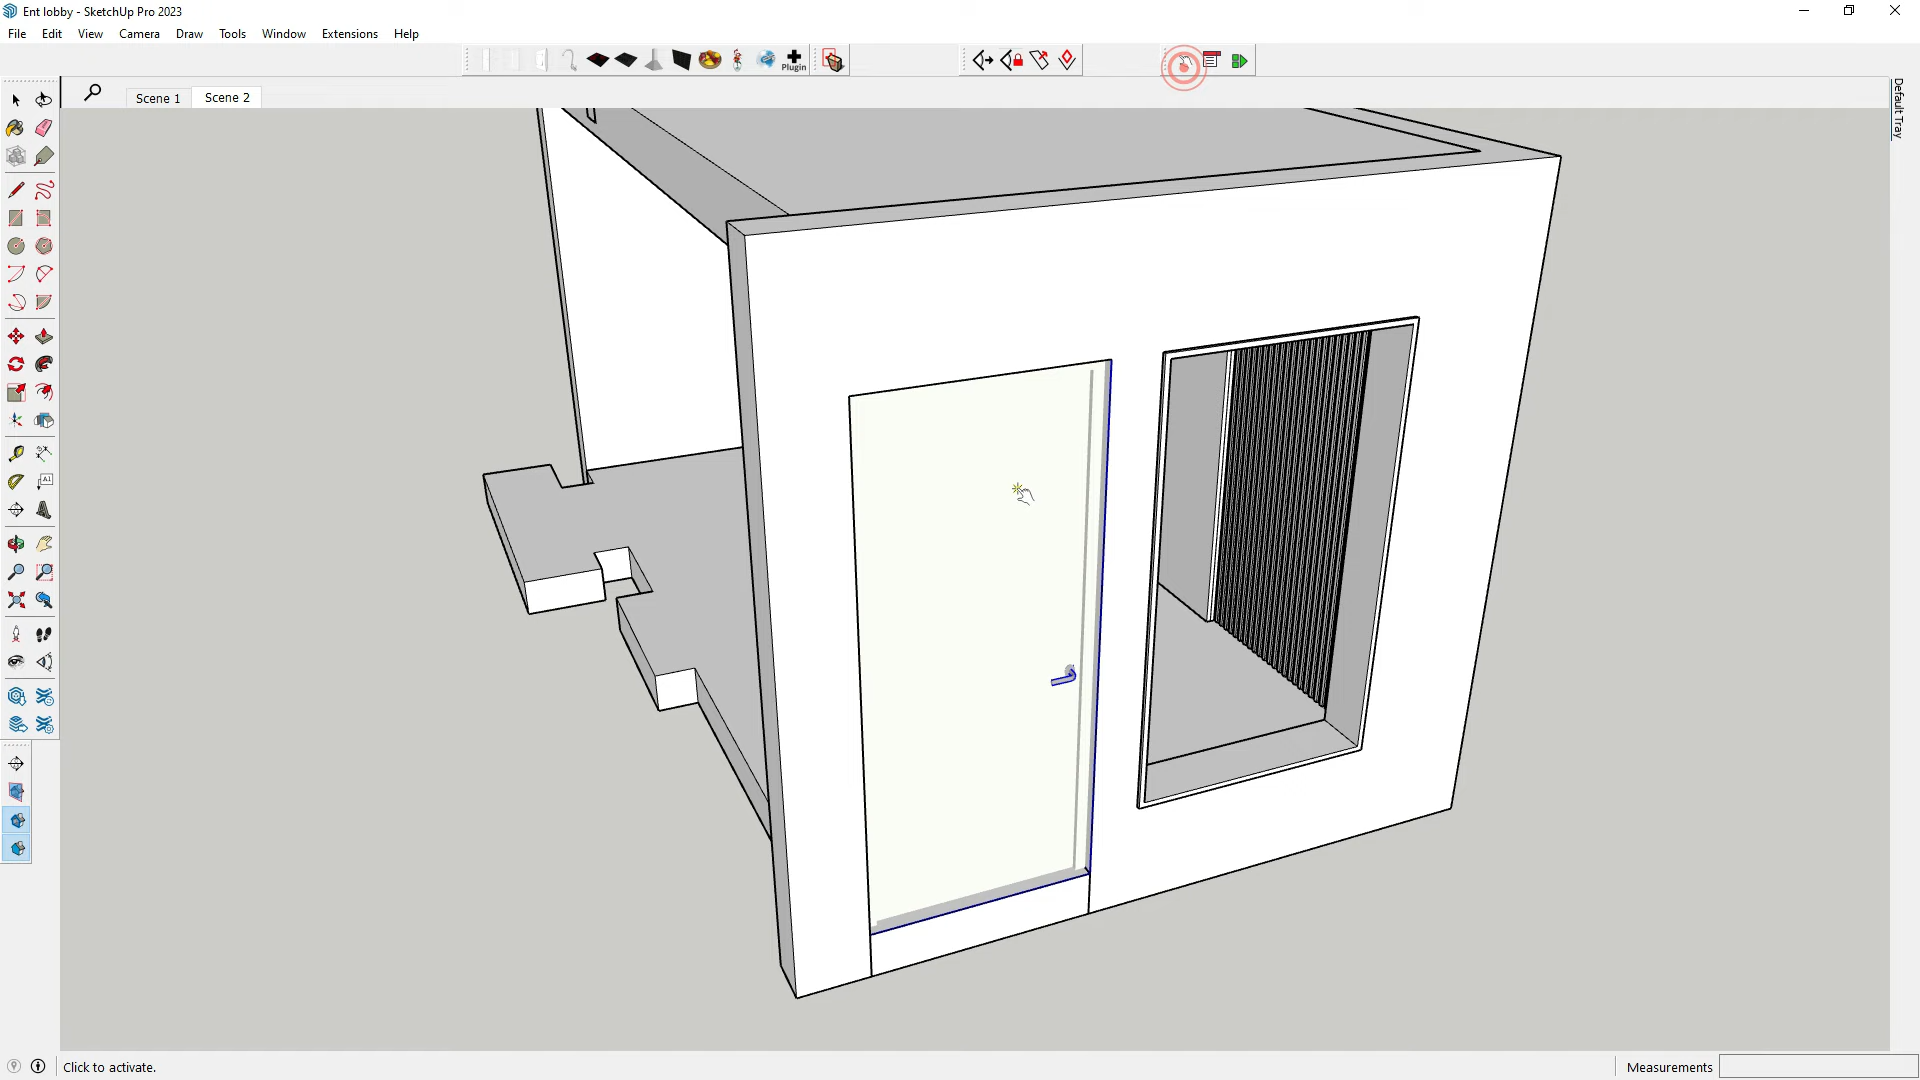 Ent lobby - SketchUp Pro 2023
File Edit View Camera Draw Tools Window Extensions Help
Plugin
Scene 1 Scene 2
Default Tray
A1
Click to activate.
Measurements